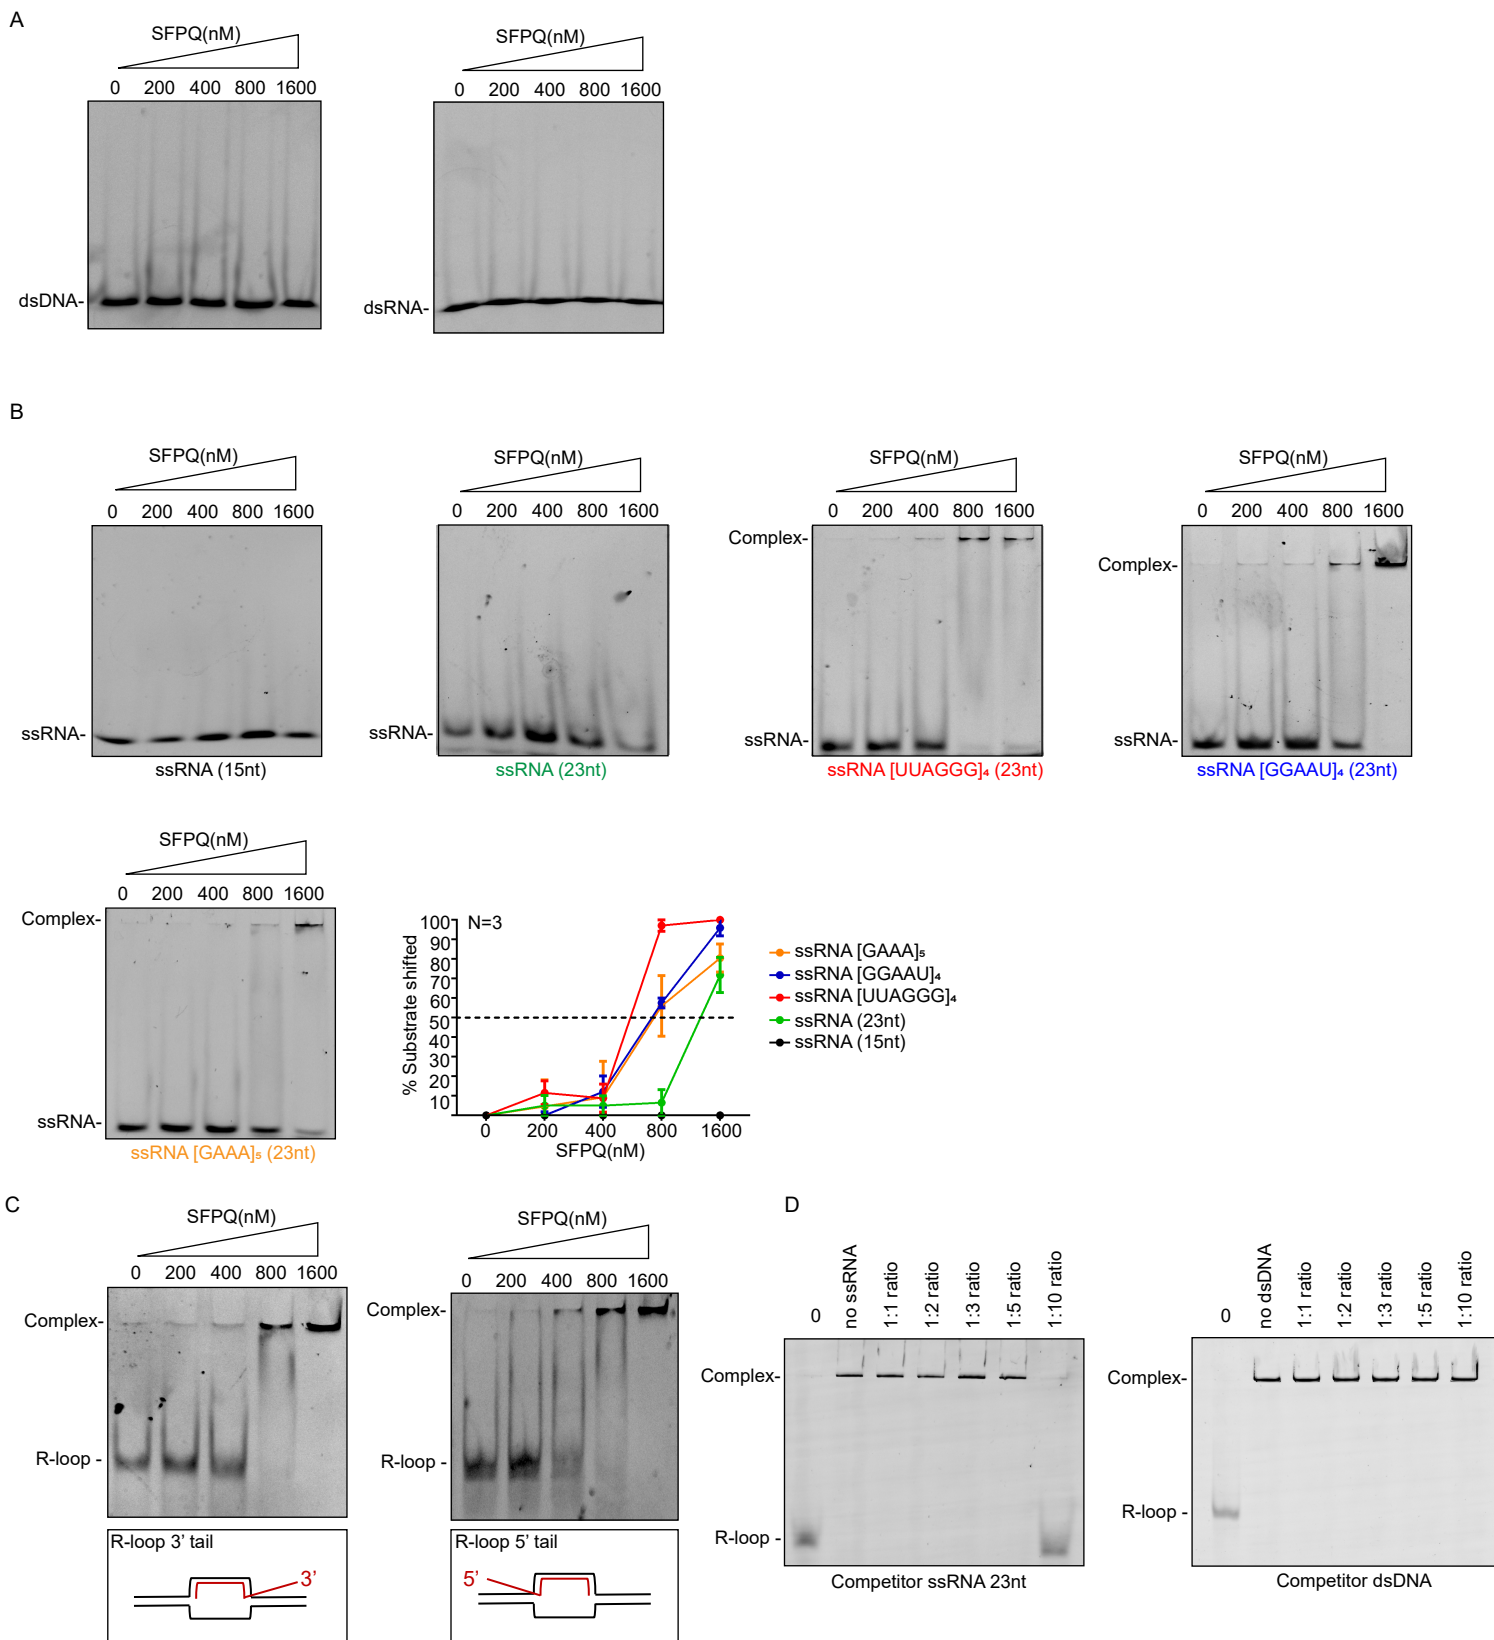 A
SFPQ(nM)
0 200 400 800 1600
dsDNA-
SFPQ(nM)
0 200 400 800 1600
dsRNA-
B
SFPQ(nM)
0 200 400 800 1600
ssRNA-
ssRNA (15nt)
SFPQ(nM)
0 200 400 800 1600
ssRNA-
ssRNA (23nt)
SFPQ(nM)
0 200 400 800 1600
Complex-
ssRNA-
ssRNA [UUAGGG]₄ (23nt)
SFPQ(nM)
0 200 400 800 1600
Complex-
ssRNA-
ssRNA [GGAAU]₄ (23nt)
SFPQ(nM)
0 200 400 800 1600
Complex-
ssRNA-
ssRNA [GAAA]₅ (23nt)
% Substrate shifted
100
90
80
70
60
50
40
30
20
10
N=3
0 200 400 800 1600
SFPQ(nM)
ssRNA [GAAA]₅
ssRNA [GGAAU]₄
ssRNA [UUAGGG]₄
ssRNA (23nt)
ssRNA (15nt)
C
SFPQ(nM)
0 200 400 800 1600
Complex-
R-loop -
R-loop 3' tail
3'
SFPQ(nM)
0 200 400 800 1600
Complex-
R-loop -
R-loop 5' tail
5'
D
0
no ssRNA
1:1 ratio
1:2 ratio
1:3 ratio
1:5 ratio
1:10 ratio
Complex-
R-loop -
Competitor ssRNA 23nt
0
no dsDNA
1:1 ratio
1:2 ratio
1:3 ratio
1:5 ratio
1:10 ratio
Complex-
R-loop -
Competitor dsDNA